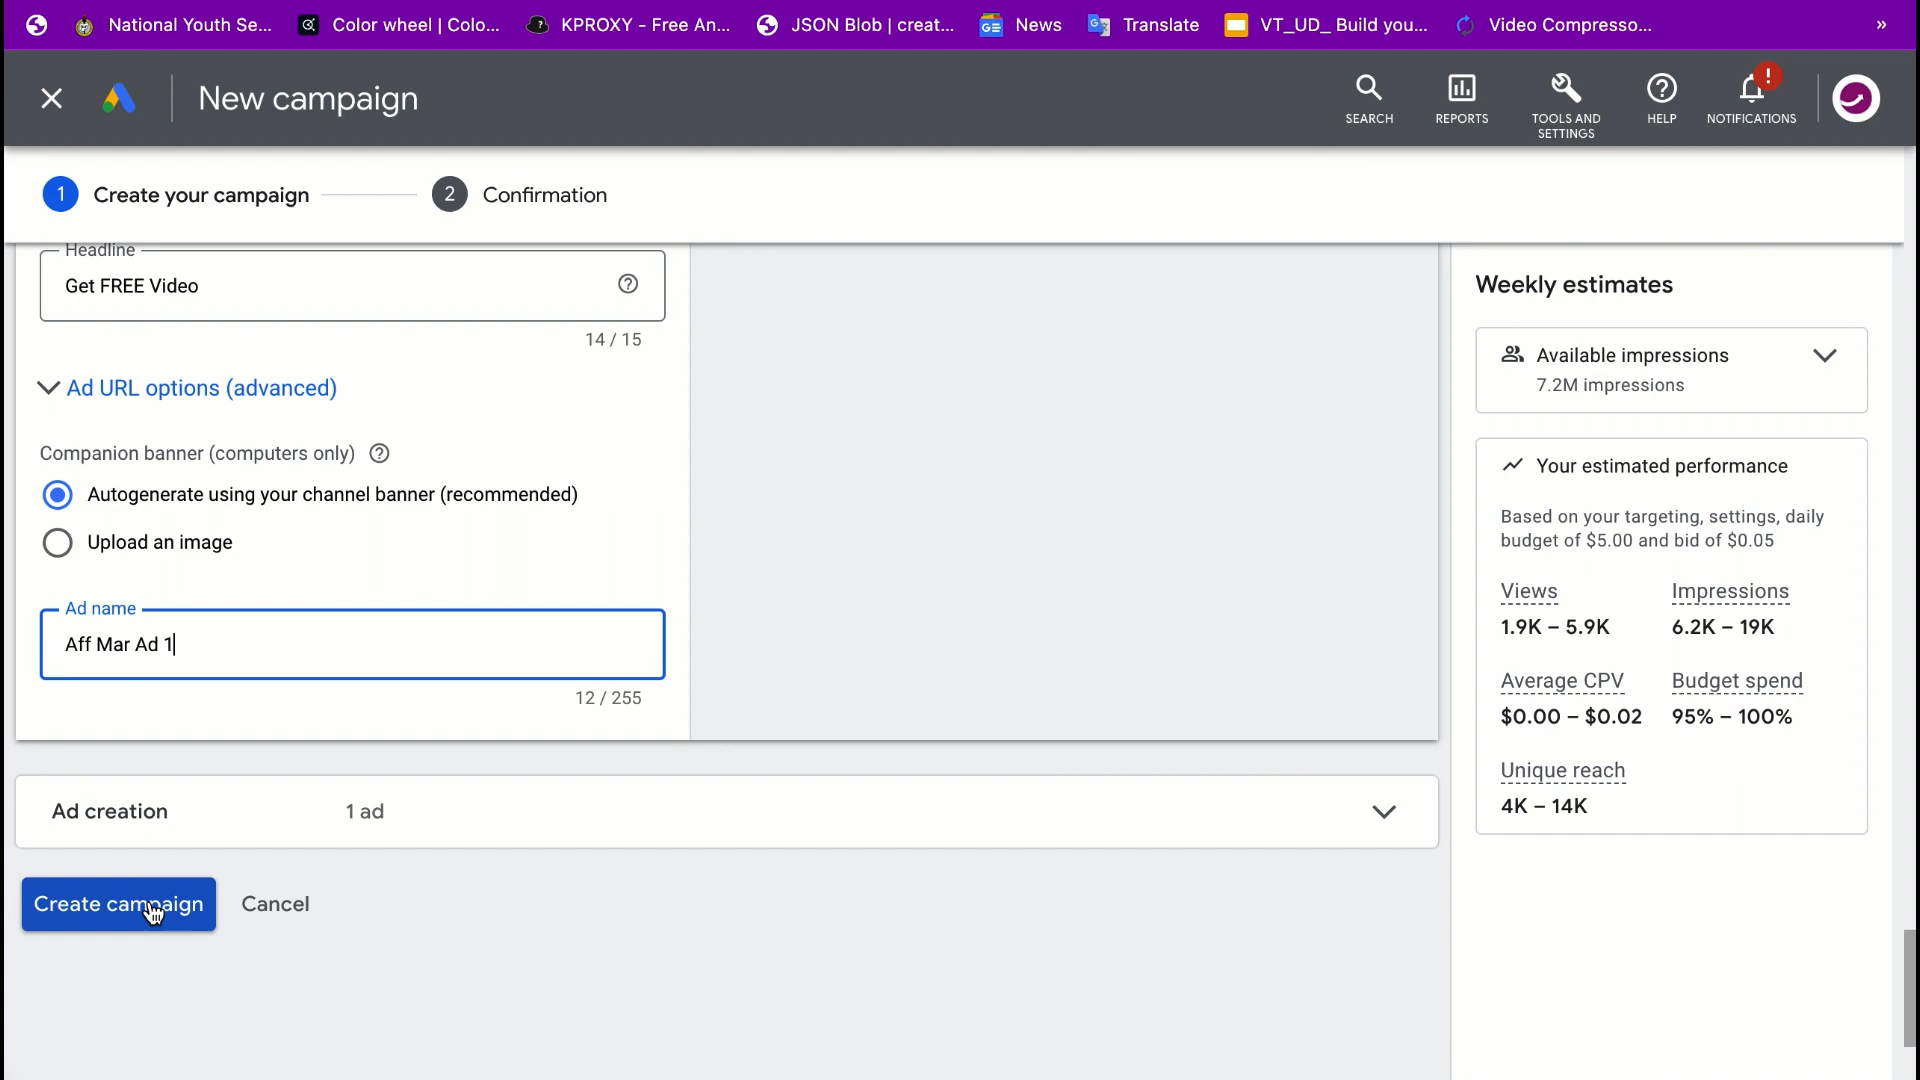 National Youth Se...
Color wheel | Colo...
KPROXY - Free An...
JSON Blob | creat...
GE
News
Translate
VT_UD_ Build you...
Video Compresso...
»
New campaign
SEARCH
REPORTS
TOOLS AND
SETTINGS
HELP
!
NOTIFICATIONS
1 Create your campaign
2 Confirmation
Headline
Get FREE Video
14 / 15
Ad URL options (advanced)
Companion banner (computers only)
Autogenerate using your channel banner (recommended)
Upload an image
Ad name
Aff Mar Ad 1
12 / 255
Ad creation 1 ad
Create campaign Cancel
Weekly estimates
Available impressions
7.2M impressions
Your estimated performance
Based on your targeting, settings, daily
budget of $5.00 and bid of $0.05
Views Impressions
1.9K – 5.9K 6.2K – 19K
Average CPV Budget spend
$0.00 – $0.02 95% – 100%
Unique reach
4K – 14K